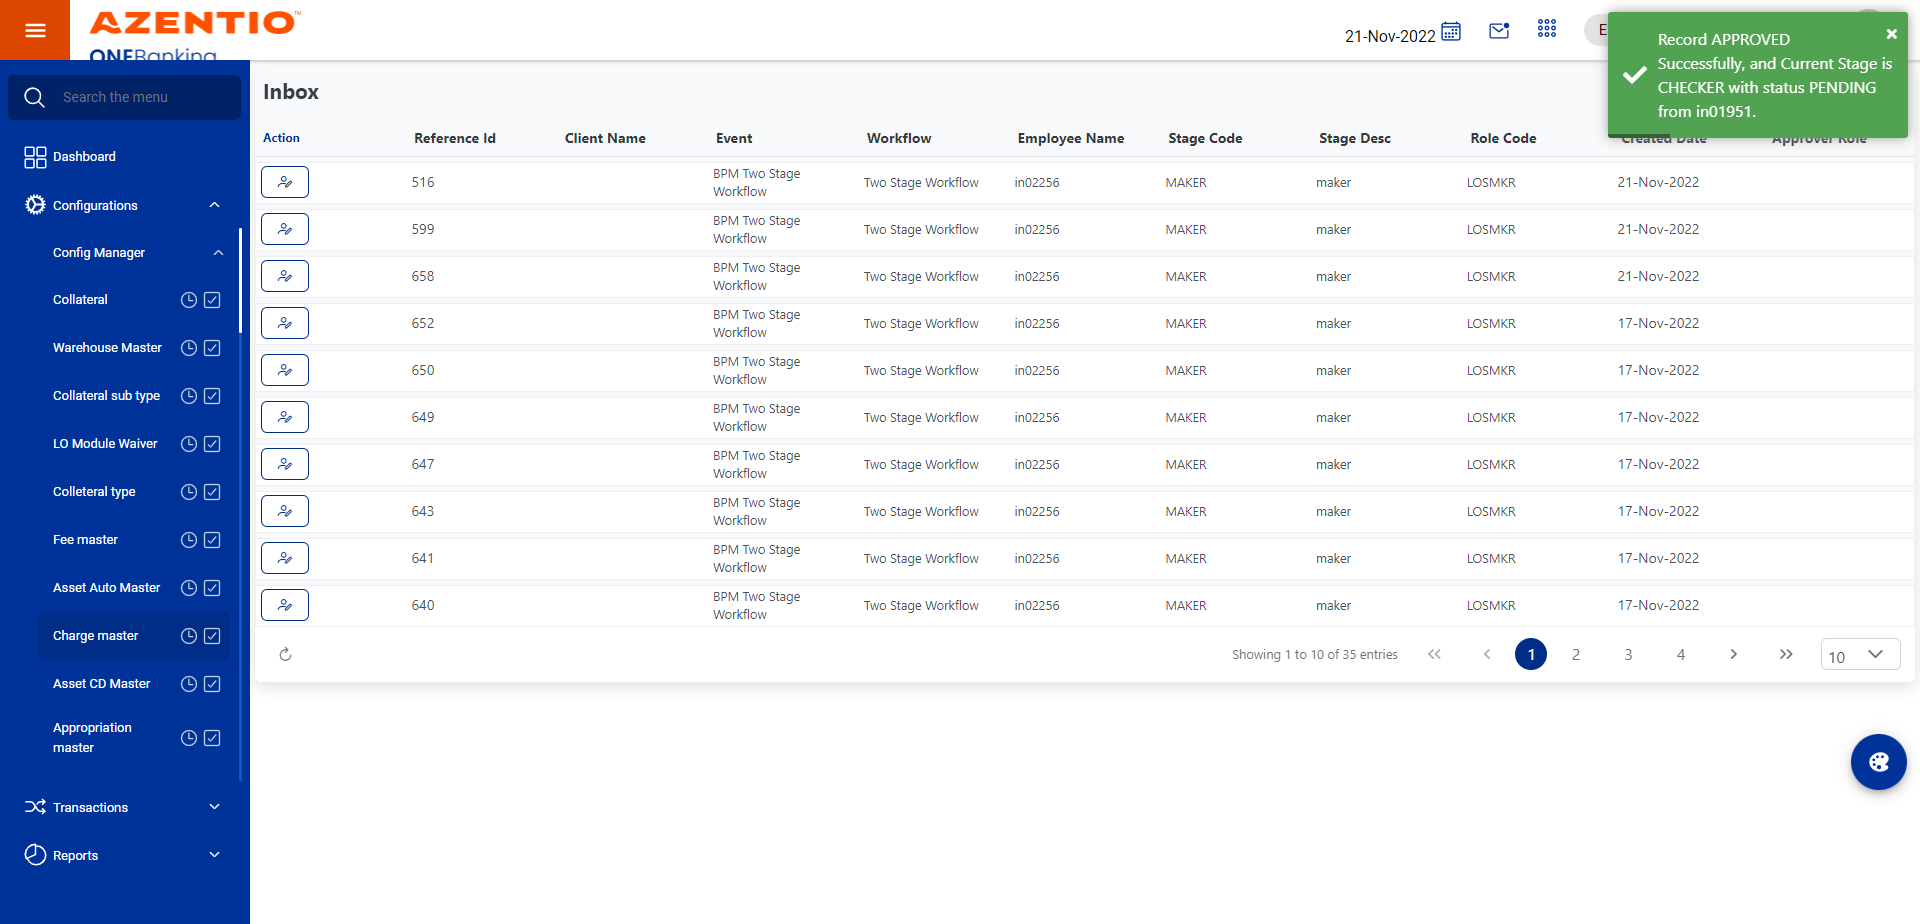 AZENTIO™
ONEBanking
21-Nov-2022
E
Record APPROVED
Successfully, and Current Stage is
CHECKER with status PENDING
from in01951.
Search the menu
Dashboard
Configurations
Config Manager
Collateral
Warehouse Master
Collateral sub type
LO Module Waiver
Colleteral type
Fee master
Asset Auto Master
Charge master
Asset CD Master
Appropriation
master
Transactions
Reports
Inbox
Action Reference Id Client Name Event Workflow Employee Name Stage Code Stage Desc Role Code Created Date Approver Role
516 BPM Two Stage Workflow Two Stage Workflow in02256 MAKER maker LOSMKR 21-Nov-2022
599 BPM Two Stage Workflow Two Stage Workflow in02256 MAKER maker LOSMKR 21-Nov-2022
658 BPM Two Stage Workflow Two Stage Workflow in02256 MAKER maker LOSMKR 21-Nov-2022
652 BPM Two Stage Workflow Two Stage Workflow in02256 MAKER maker LOSMKR 17-Nov-2022
650 BPM Two Stage Workflow Two Stage Workflow in02256 MAKER maker LOSMKR 17-Nov-2022
649 BPM Two Stage Workflow Two Stage Workflow in02256 MAKER maker LOSMKR 17-Nov-2022
647 BPM Two Stage Workflow Two Stage Workflow in02256 MAKER maker LOSMKR 17-Nov-2022
643 BPM Two Stage Workflow Two Stage Workflow in02256 MAKER maker LOSMKR 17-Nov-2022
641 BPM Two Stage Workflow Two Stage Workflow in02256 MAKER maker LOSMKR 17-Nov-2022
640 BPM Two Stage Workflow Two Stage Workflow in02256 MAKER maker LOSMKR 17-Nov-2022
Showing 1 to 10 of 35 entries 1 2 3 4 10